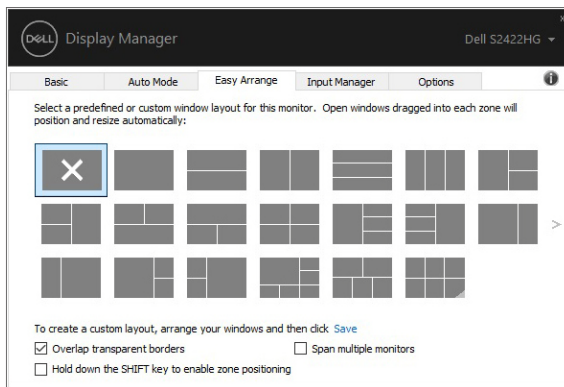 DELL Display Manager
Dell S2422HG
Basic Auto Mode Easy Arrange Input Manager Options
Select a predefined or custom window layout for this monitor. Open windows dragged into each zone will
position and resize automatically:
To create a custom layout, arrange your windows and then click Save
Overlap transparent borders
Span multiple monitors
Hold down the SHIFT key to enable zone positioning